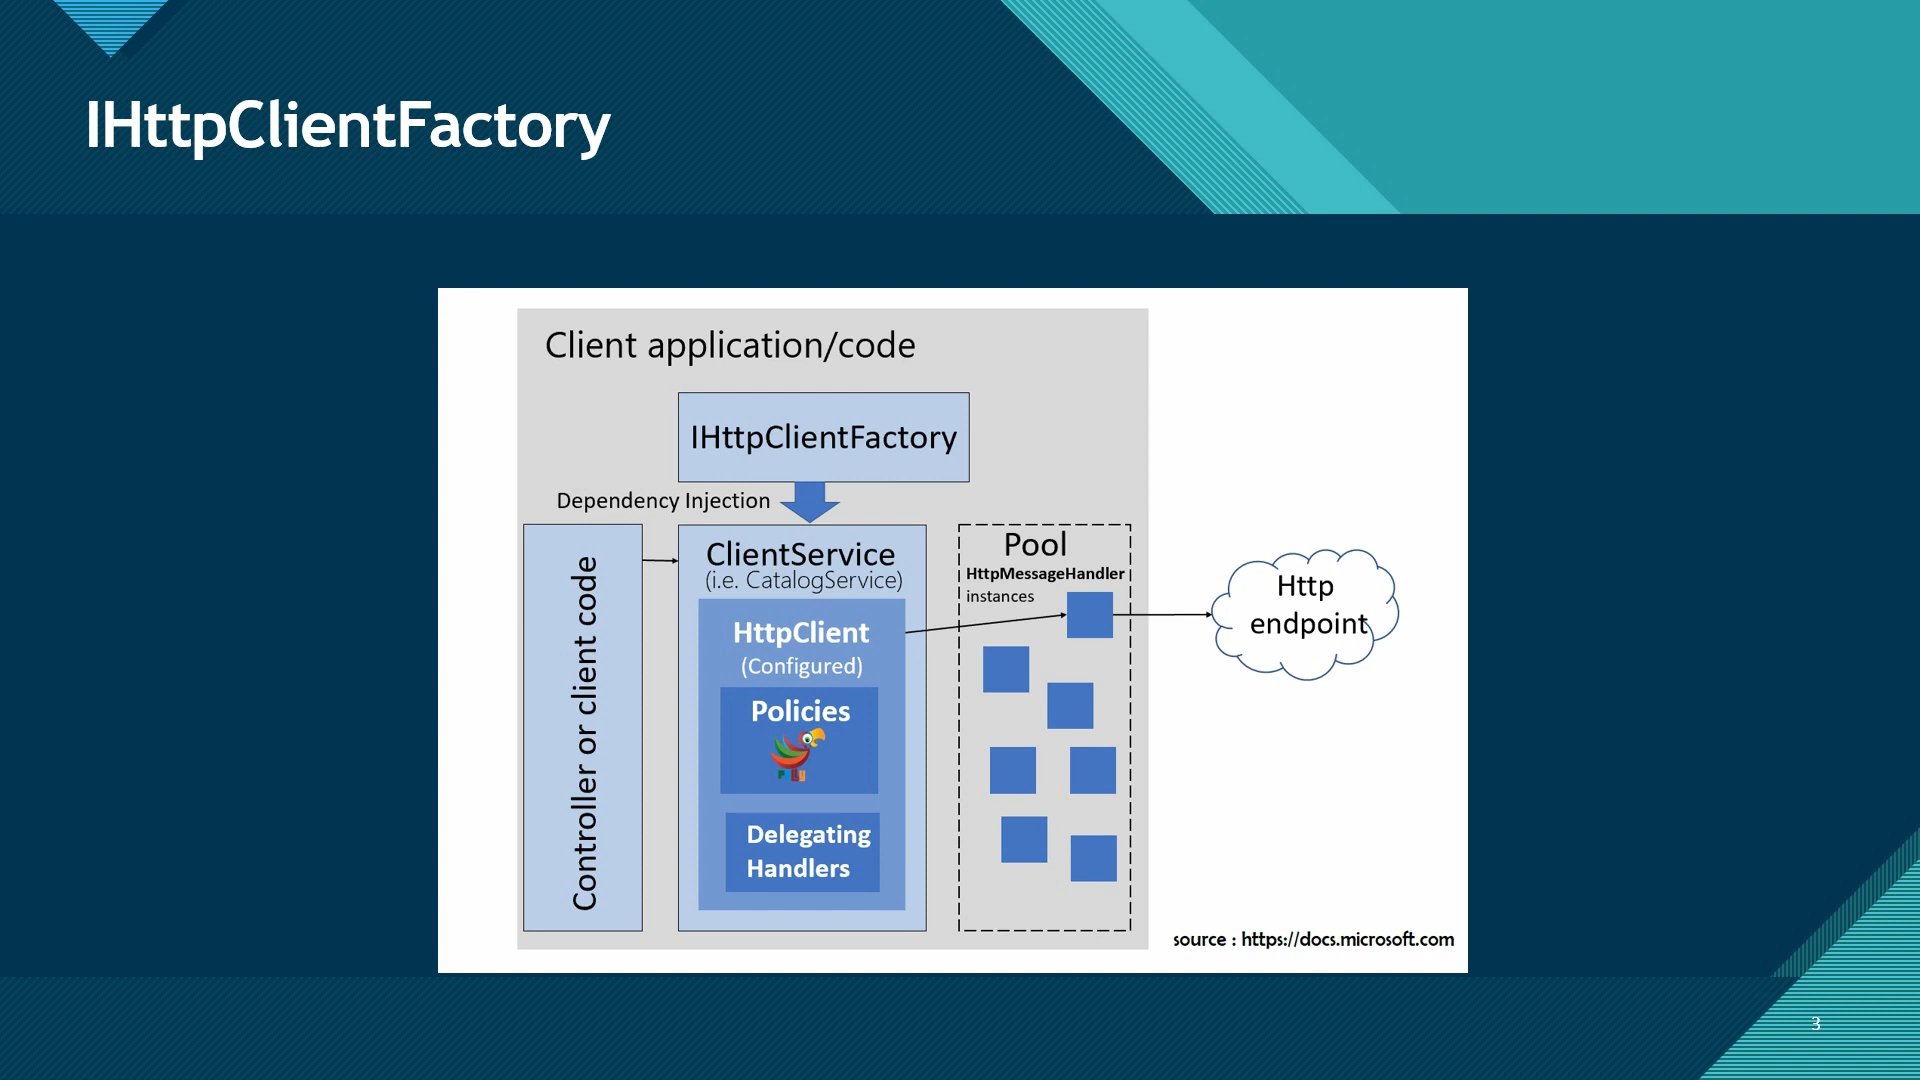 IHttpClientFactory
Client application/code
IHttpClientFactory
Dependency Injection
Controller or client code
ClientService
(i.e. CatalogService)
HttpClient
(Configured)
Policies
Polly
Delegating
Handlers
Pool
HttpMessageHandler
instances
Http
endpoint
source : https://docs.microsoft.com
3